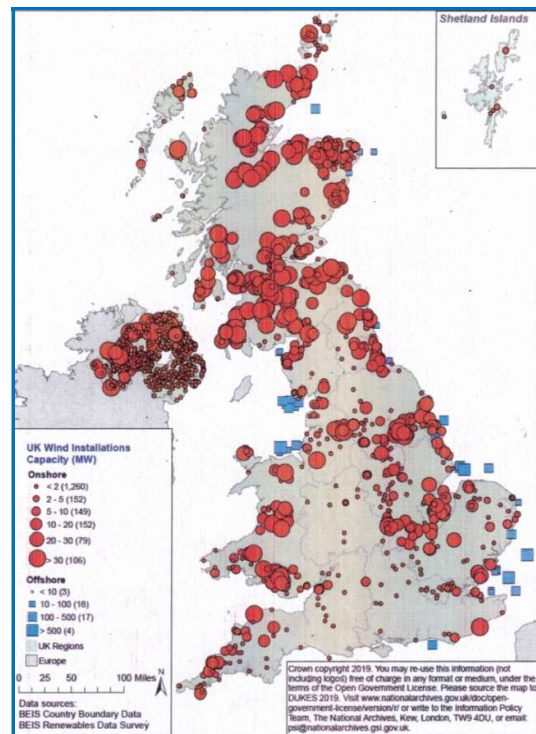 Shetland Islands
UK Wind Installations
Capacity (MW)
Onshore
< 2 (1,260)
2 - 5 (152)
5 - 10 (149)
10 - 20 (152)
20 - 30 (79)
> 30 (106)
Offshore
< 10 (3)
10 - 100 (18)
100 - 500 (17)
> 500 (4)
UK Regions
Europe
0 25 50 100 Miles
N
Data sources:
BEIS Country Boundary Data
BEIS Renewables Data Survey
Crown copyright 2019. You may re-use this information (not
including logos) free of charge in any format or medium, under the
terms of the Open Government License. Please source the map to
DUKES 2019. Visit www.nationalarchives.gov.uk/doc/open-
government-license/version/r/ or write to the Information Policy
Team, The National Archives, Kew, London, TW9 4DU, or email:
psi@nationalarchives.gsi.gov.uk.